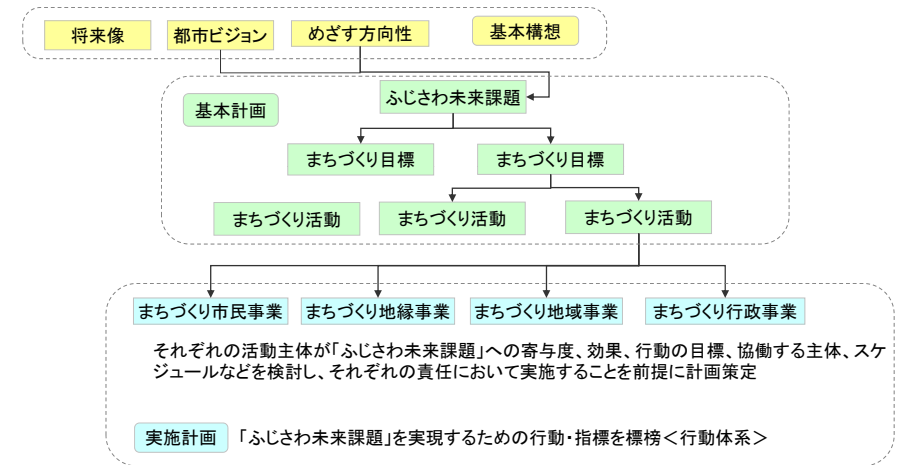 将来像
都市ビジョン
めざす方向性
基本構想
基本計画
ふじさわ未来課題
まちづくり目標
まちづくり目標
まちづくり活動
まちづくり活動
まちづくり活動
まちづくり市民事業
まちづくり地縁事業
まちづくり地域事業
まちづくり行政事業
それぞれの活動主体が「ふじさわ未来課題」への寄与度、効果、行動の目標、協働する主体、スケ
ジュールなどを検討し、それぞれの責任において実施することを前提に計画策定
実施計画
「ふじさわ未来課題」を実現するための行動・指標を標榜＜行動体系＞